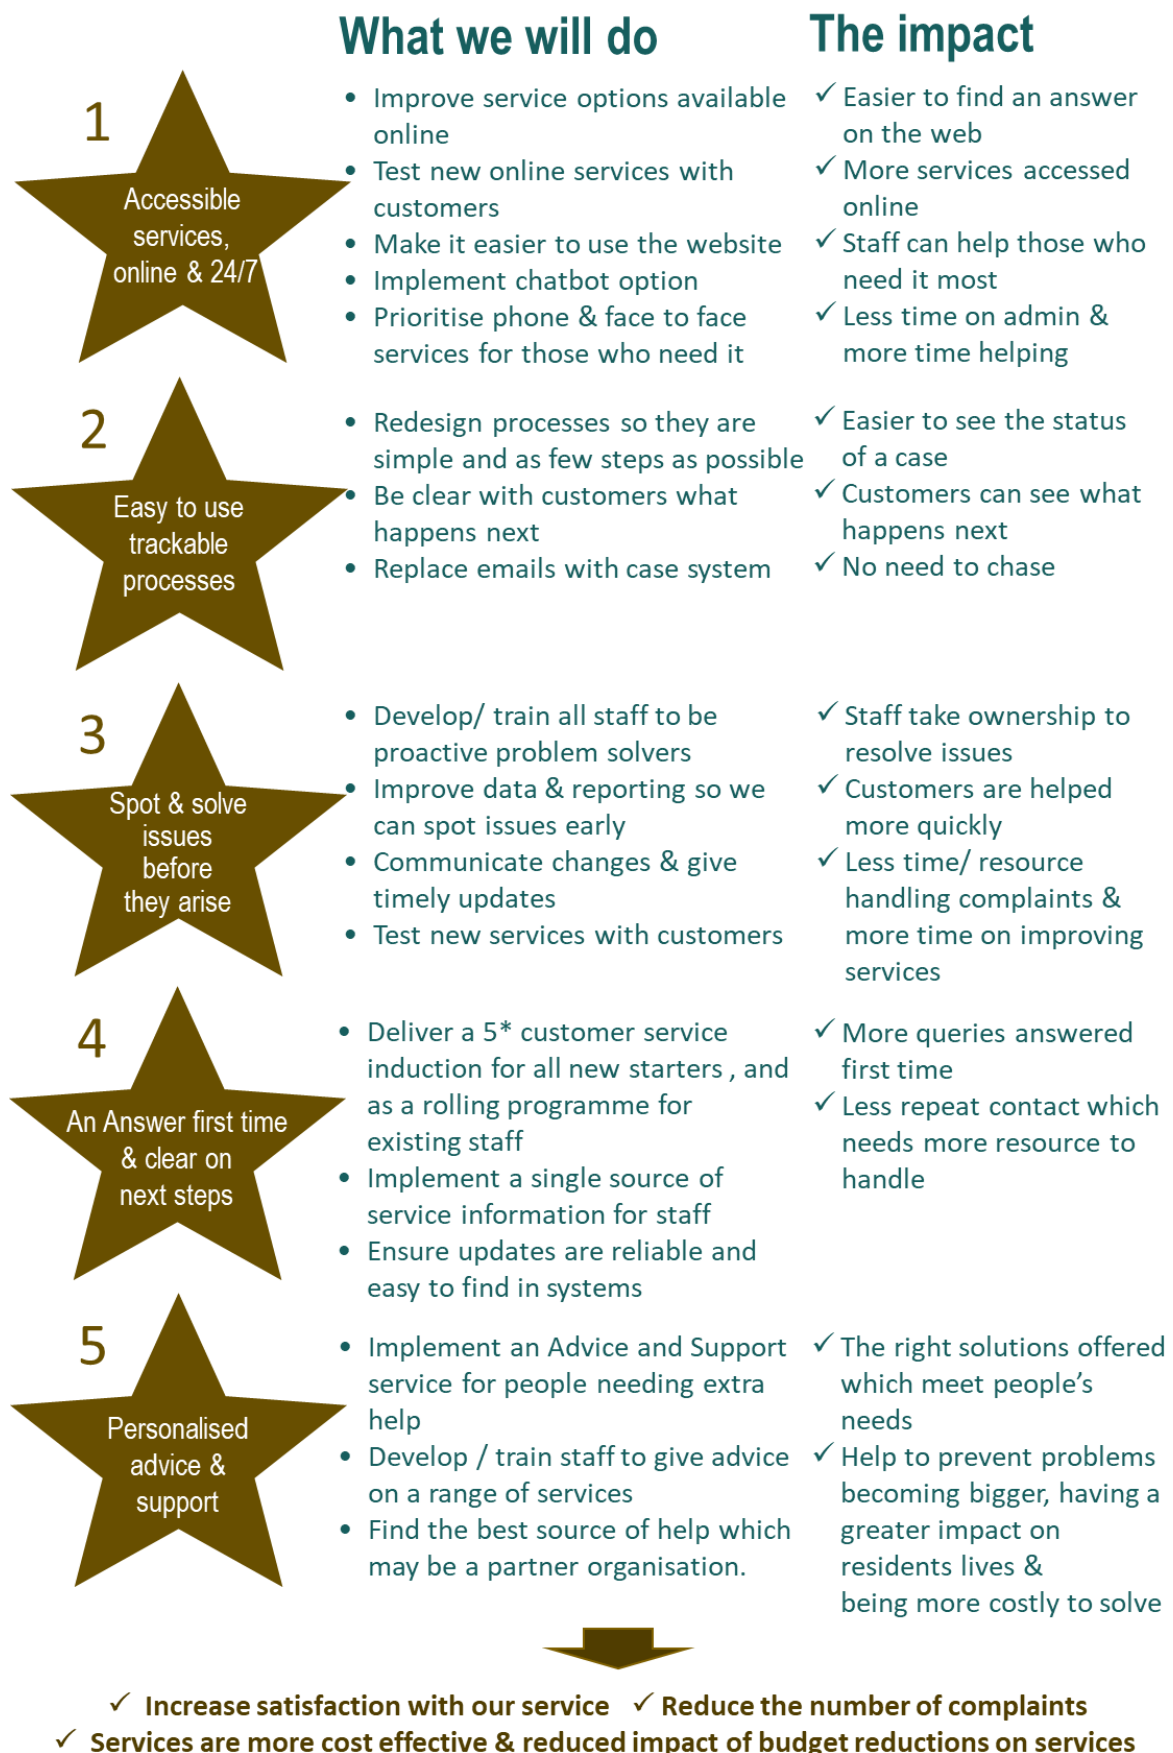 What we will do
The impact
1
Accessible
services,
online & 24/7
• Improve service options available
online
• Test new online services with
customers
• Make it easier to use the website
• Implement chatbot option
• Prioritise phone & face to face
services for those who need it
✓ Easier to find an answer
on the web
✓ More services accessed
online
✓ Staff can help those who
need it most
✓ Less time on admin &
more time helping
2
Easy to use
trackable
processes
• Redesign processes so they are
simple and as few steps as possible
• Be clear with customers what
happens next
• Replace emails with case system
✓ Easier to see the status
of a case
✓ Customers can see what
happens next
✓ No need to chase
3
Spot & solve
issues
before
they arise
• Develop/ train all staff to be
proactive problem solvers
• Improve data & reporting so we
can spot issues early
• Communicate changes & give
timely updates
• Test new services with customers
✓ Staff take ownership to
resolve issues
✓ Customers are helped
more quickly
✓ Less time/ resource
handling complaints &
more time on improving
services
4
An Answer first time
& clear on
next steps
• Deliver a 5* customer service
induction for all new starters , and
as a rolling programme for
existing staff
• Implement a single source of
service information for staff
• Ensure updates are reliable and
easy to find in systems
✓ More queries answered
first time
✓ Less repeat contact which
needs more resource to
handle
5
Personalised
advice &
support
• Implement an Advice and Support
service for people needing extra
help
• Develop / train staff to give advice
on a range of services
• Find the best source of help which
may be a partner organisation.
✓ The right solutions offered
which meet people’s
needs
✓ Help to prevent problems
becoming bigger, having a
greater impact on
residents lives &
being more costly to solve
✓ Increase satisfaction with our service ✓ Reduce the number of complaints
✓ Services are more cost effective & reduced impact of budget reductions on services